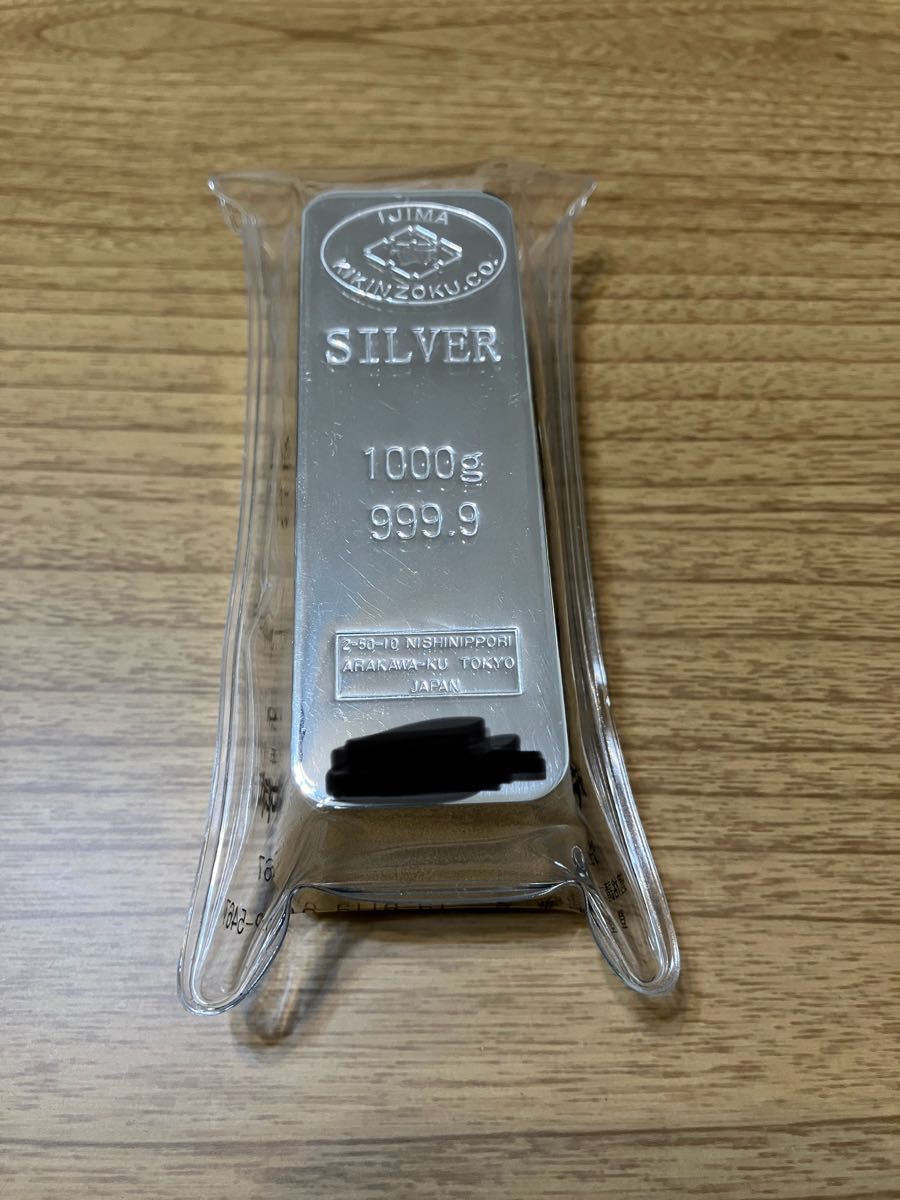 IJIMA
KIKINZOKU.CO.
SILVER
1000g
999.9
2-50-10 NISHINIPPORI
ARAKAWA-KU TOKYO
JAPAN